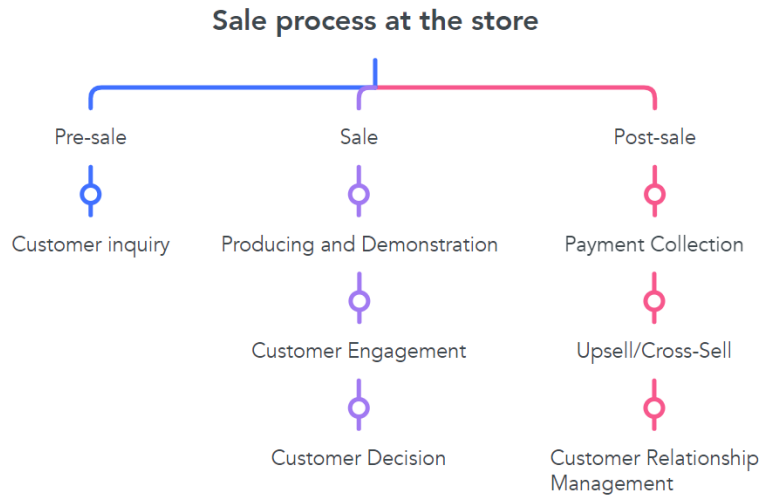 Sale process at the store
Pre-sale
Sale
Post-sale
Customer inquiry
Producing and Demonstration
Payment Collection
Customer Engagement
Upsell/Cross-Sell
Customer Decision
Customer Relationship
Management